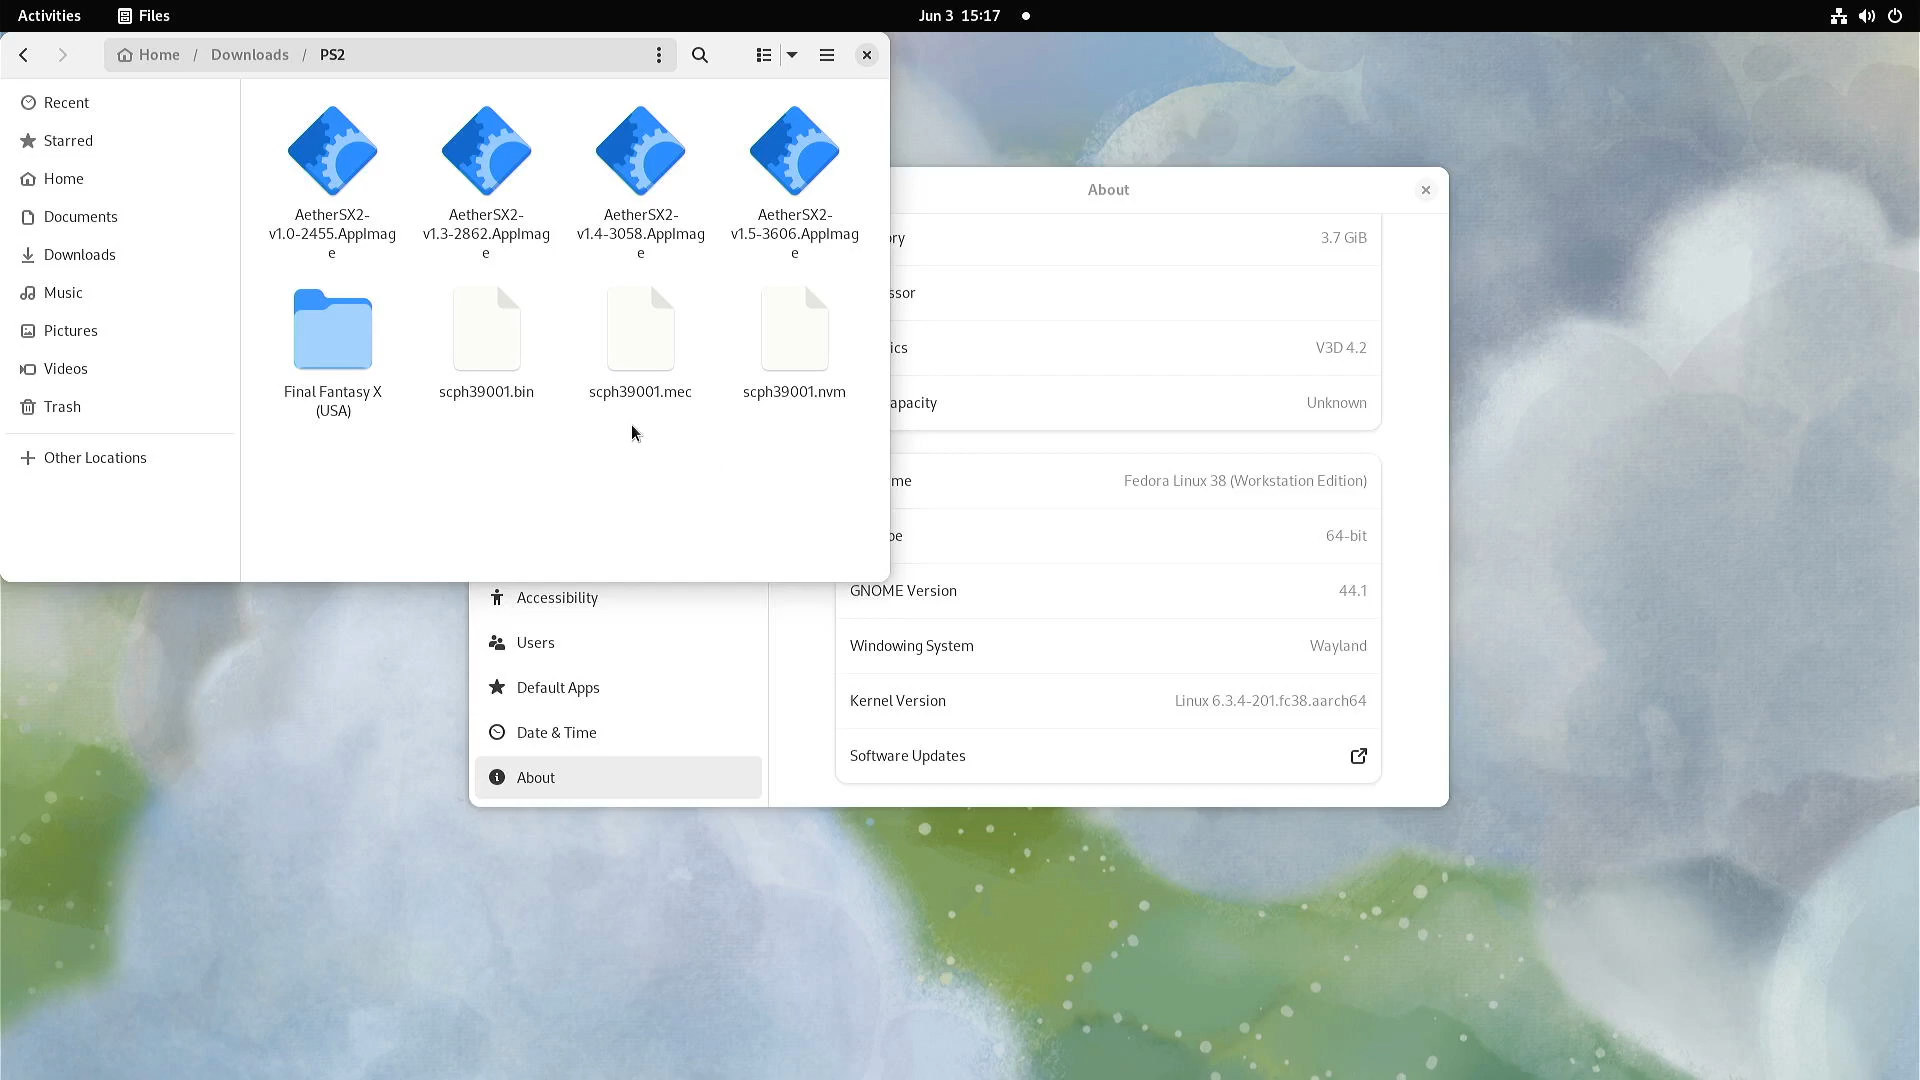 Activities
Files
Jun 3 15:17
Home / Downloads / PS2
Recent
Starred
Home
Documents
Downloads
Music
Pictures
Videos
Trash
Other Locations
AetherSX2-
v1.0-2455.AppImag
e
AetherSX2-
v1.3-2862.AppImag
e
AetherSX2-
v1.4-3058.AppImag
e
AetherSX2-
v1.5-3606.AppImag
e
Final Fantasy X
(USA)
scph39001.bin
scph39001.mec
scph39001.nvm
About
ry 3.7 GiB
ssor
ics V3D 4.2
apacity Unknown
me Fedora Linux 38 (Workstation Edition)
pe 64-bit
GNOME Version 44.1
Windowing System Wayland
Kernel Version Linux 6.3.4-201.fc38.aarch64
Software Updates
Accessibility
Users
Default Apps
Date & Time
About